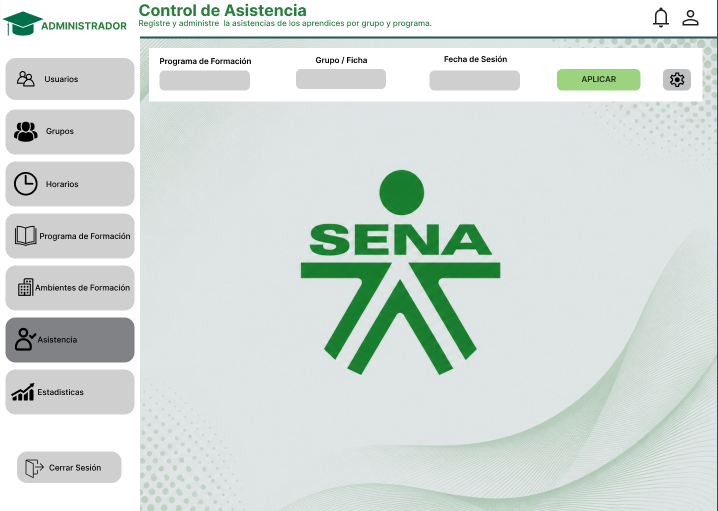 Control de Asistencia
ADMINISTRADOR
Registre y administre la asistencias de los aprendices por grupo y programa.
Programa de Formación
Grupo / Ficha
Fecha de Sesión
APLICAR
Usuarios
Grupos
Horarios
Programa de Formación
Ambientes de Formación
Asistencia
Estadisticas
Cerrar Sesión
SENA